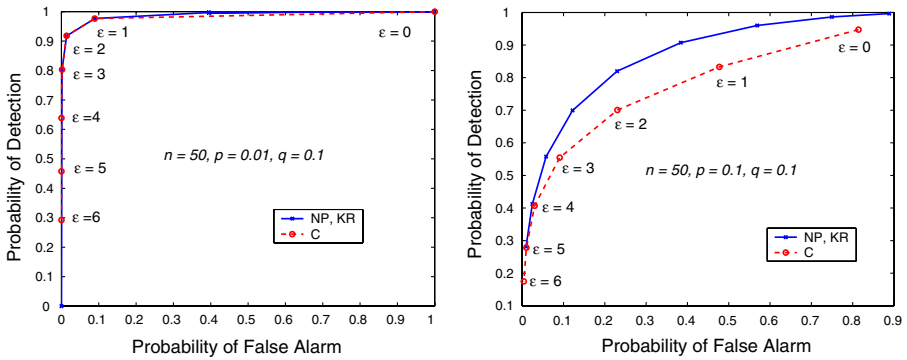 1
0.9
0.8
0.7
0.6
0.5
0.4
0.3
0.2
0.1
0
Probability of Detection
ε = 0
ε = 1
ε = 2
ε = 3
ε =4
ε = 5
ε =6
n = 50, p = 0.01, q = 0.1
NP, KR
C
0 0.1 0.2 0.3 0.4 0.5 0.6 0.7 0.8 0.9 1
Probability of False Alarm
1
0.9
0.8
0.7
0.6
0.5
0.4
0.3
0.2
0.1
Probability of Detection
ε = 0
ε = 1
ε = 2
ε = 3
ε = 4
ε = 5
ε = 6
n = 50, p = 0.1, q = 0.1
NP, KR
C
0 0.1 0.2 0.3 0.4 0.5 0.6 0.7 0.8 0.9
Probability of False Alarm